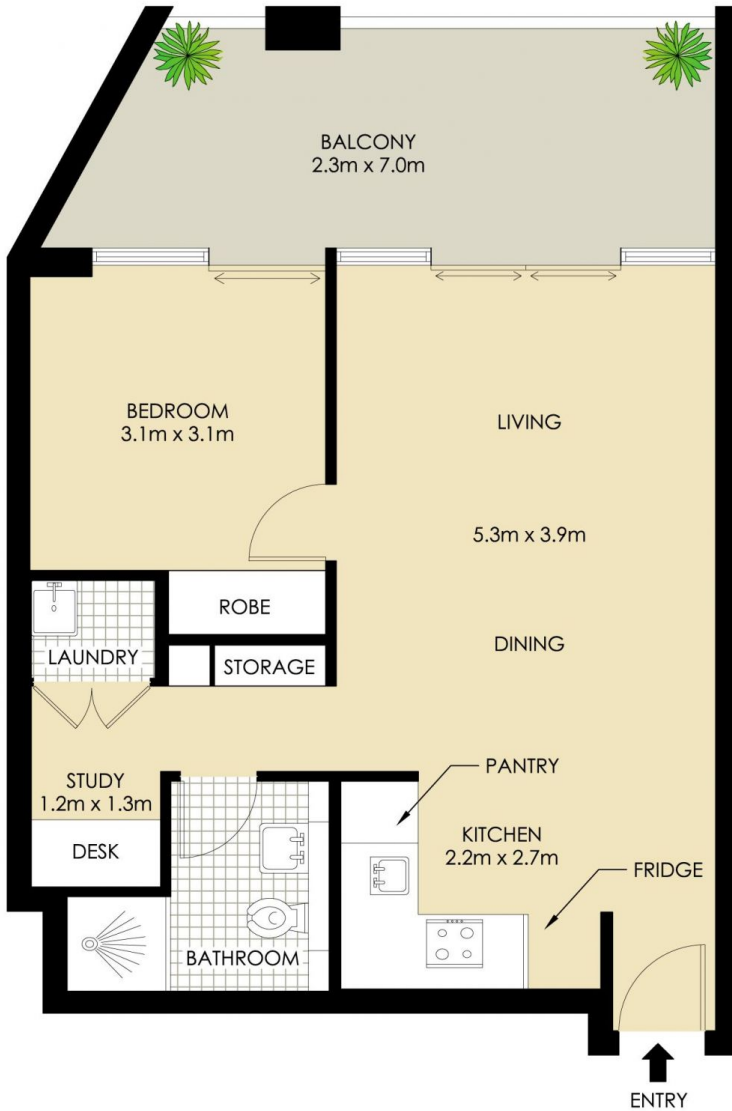 BALCONY
2.3m x 7.0m
BEDROOM
3.1m x 3.1m
LIVING
5.3m x 3.9m
ROBE
DINING
LAUNDRY
STORAGE
STUDY
1.2m x 1.3m
DESK
PANTRY
KITCHEN
2.2m x 2.7m
FRIDGE
BATHROOM
ENTRY